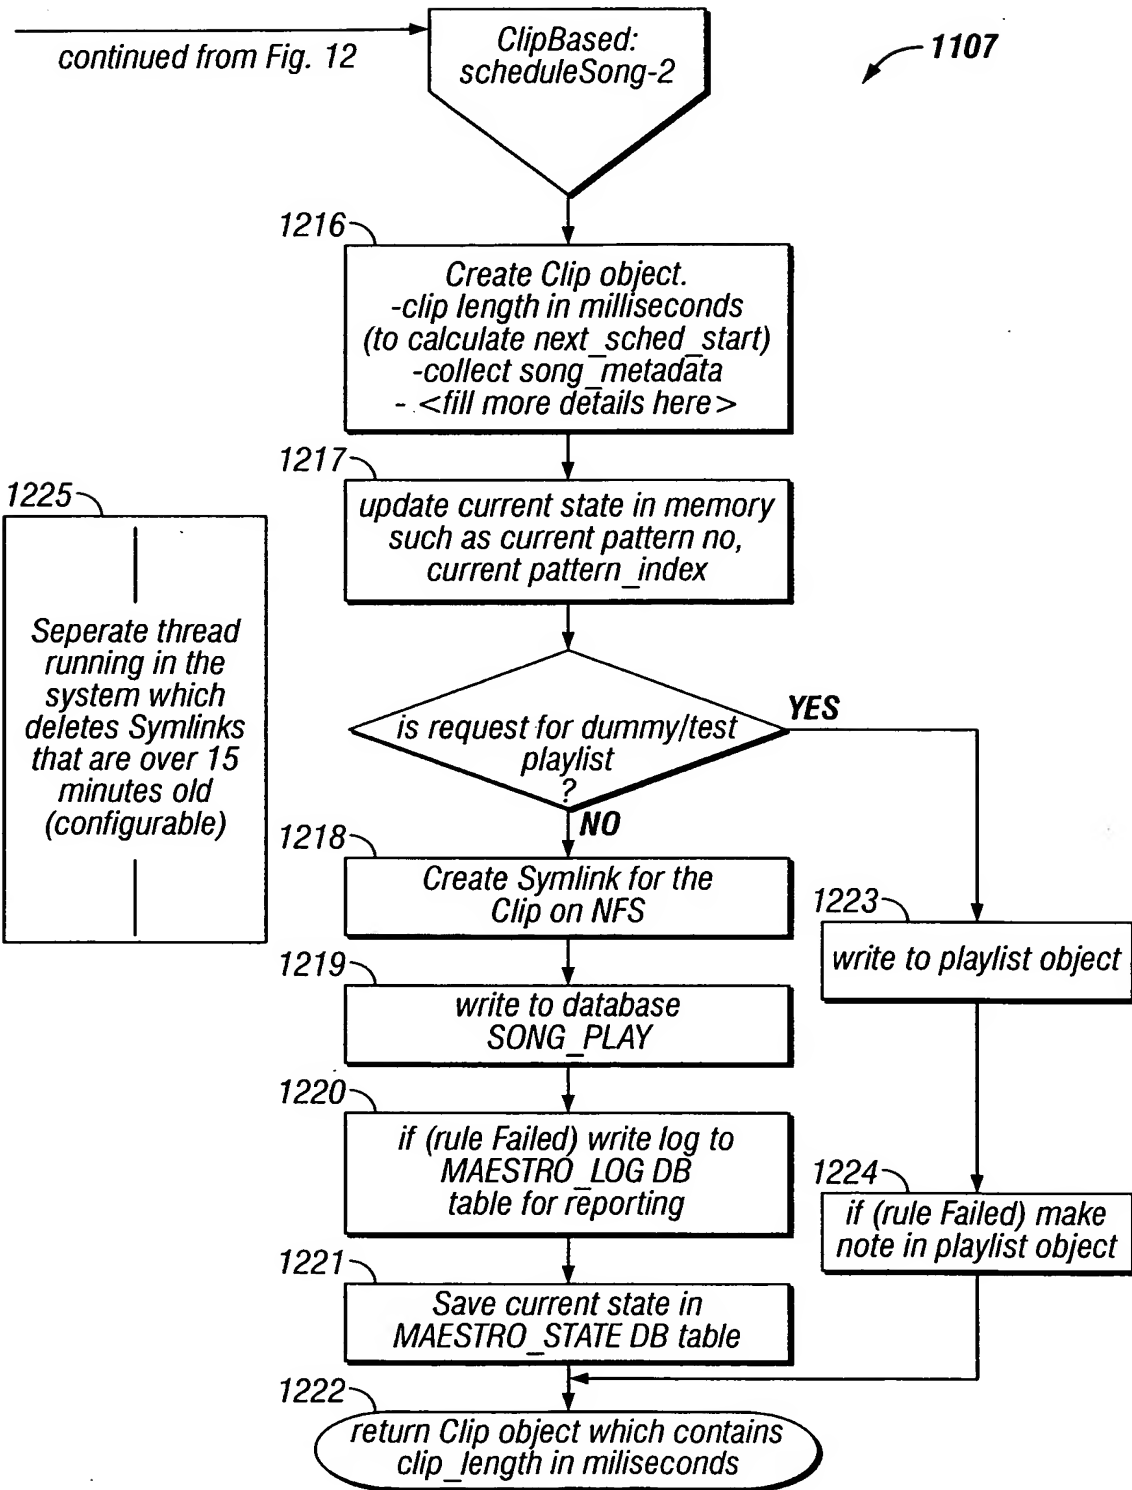 continued from Fig. 12
ClipBased:
scheduleSong-2
1107
1216
Create Clip object.
-clip length in milliseconds
(to calculate next_sched_start)
-collect song_metadata
- <fill more details here>
1217
update current state in memory
such as current pattern no,
current pattern_index
1225
Seperate thread
running in the
system which
deletes Symlinks
that are over 15
minutes old
(configurable)
is request for dummy/test
playlist
?
YES
NO
1218
Create Symlink for the
Clip on NFS
1219
write to database
SONG_PLAY
1220
if (rule Failed) write log to
MAESTRO_LOG DB
table for reporting
1221
Save current state in
MAESTRO_STATE DB table
1223
write to playlist object
1224
if (rule Failed) make
note in playlist object
1222
return Clip object which contains
clip_length in miliseconds